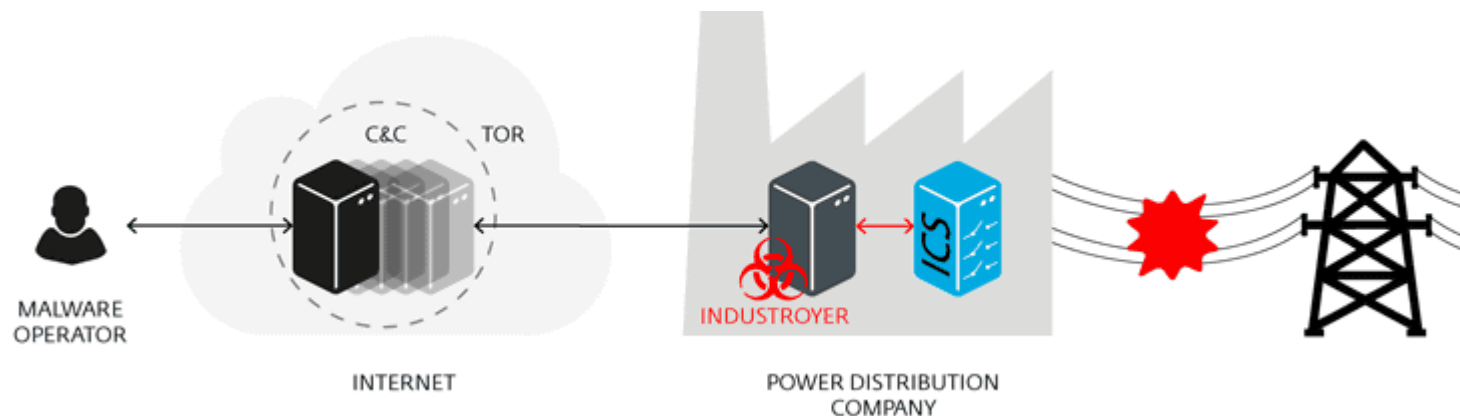 C&C
TOR
ICS
INDUSTROYER
MALWARE
OPERATOR
INTERNET
POWER DISTRIBUTION
COMPANY